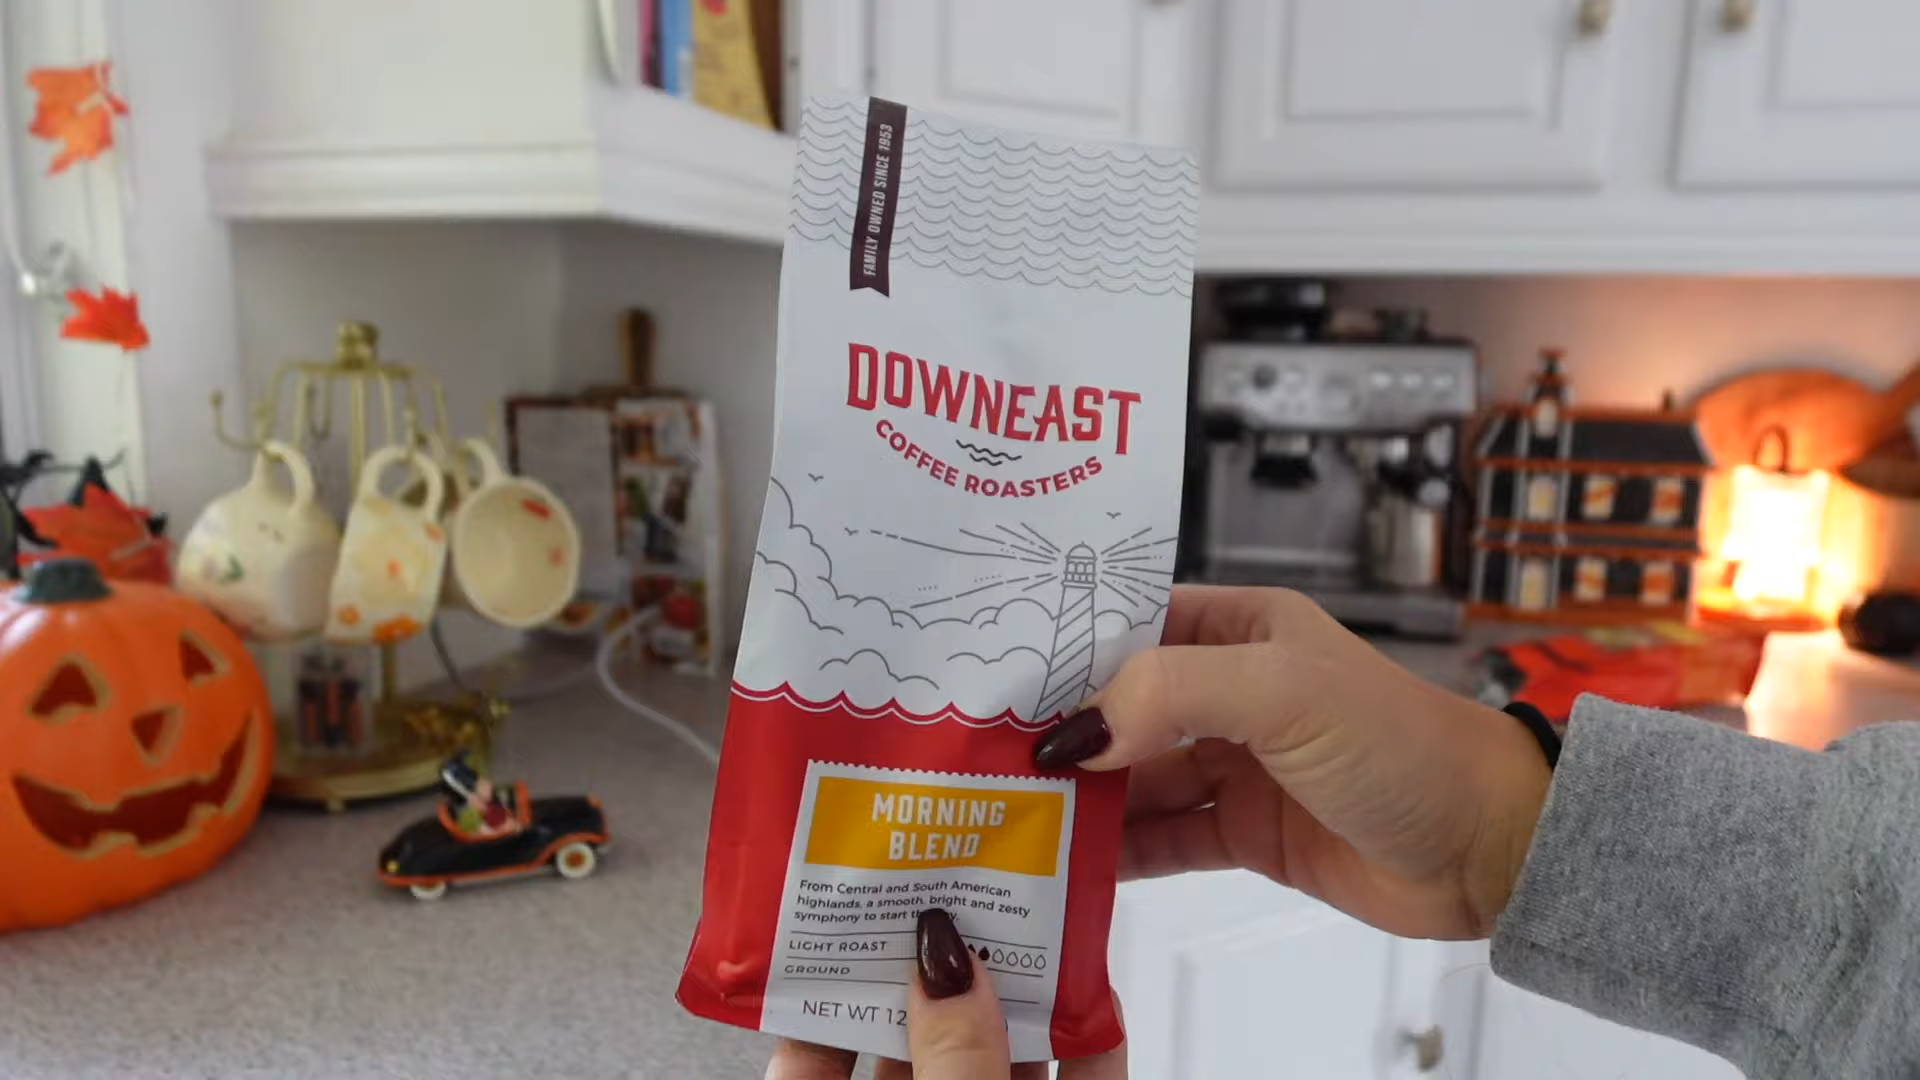 FAMILY OWNED SINCE 1953
DOWNEAST
COFFEE ROASTERS
MORNING
BLEND
From Central and South American
highlands, a smooth, bright and zesty
symphony to start
LIGHT ROAST
GROUND
NET WT 12